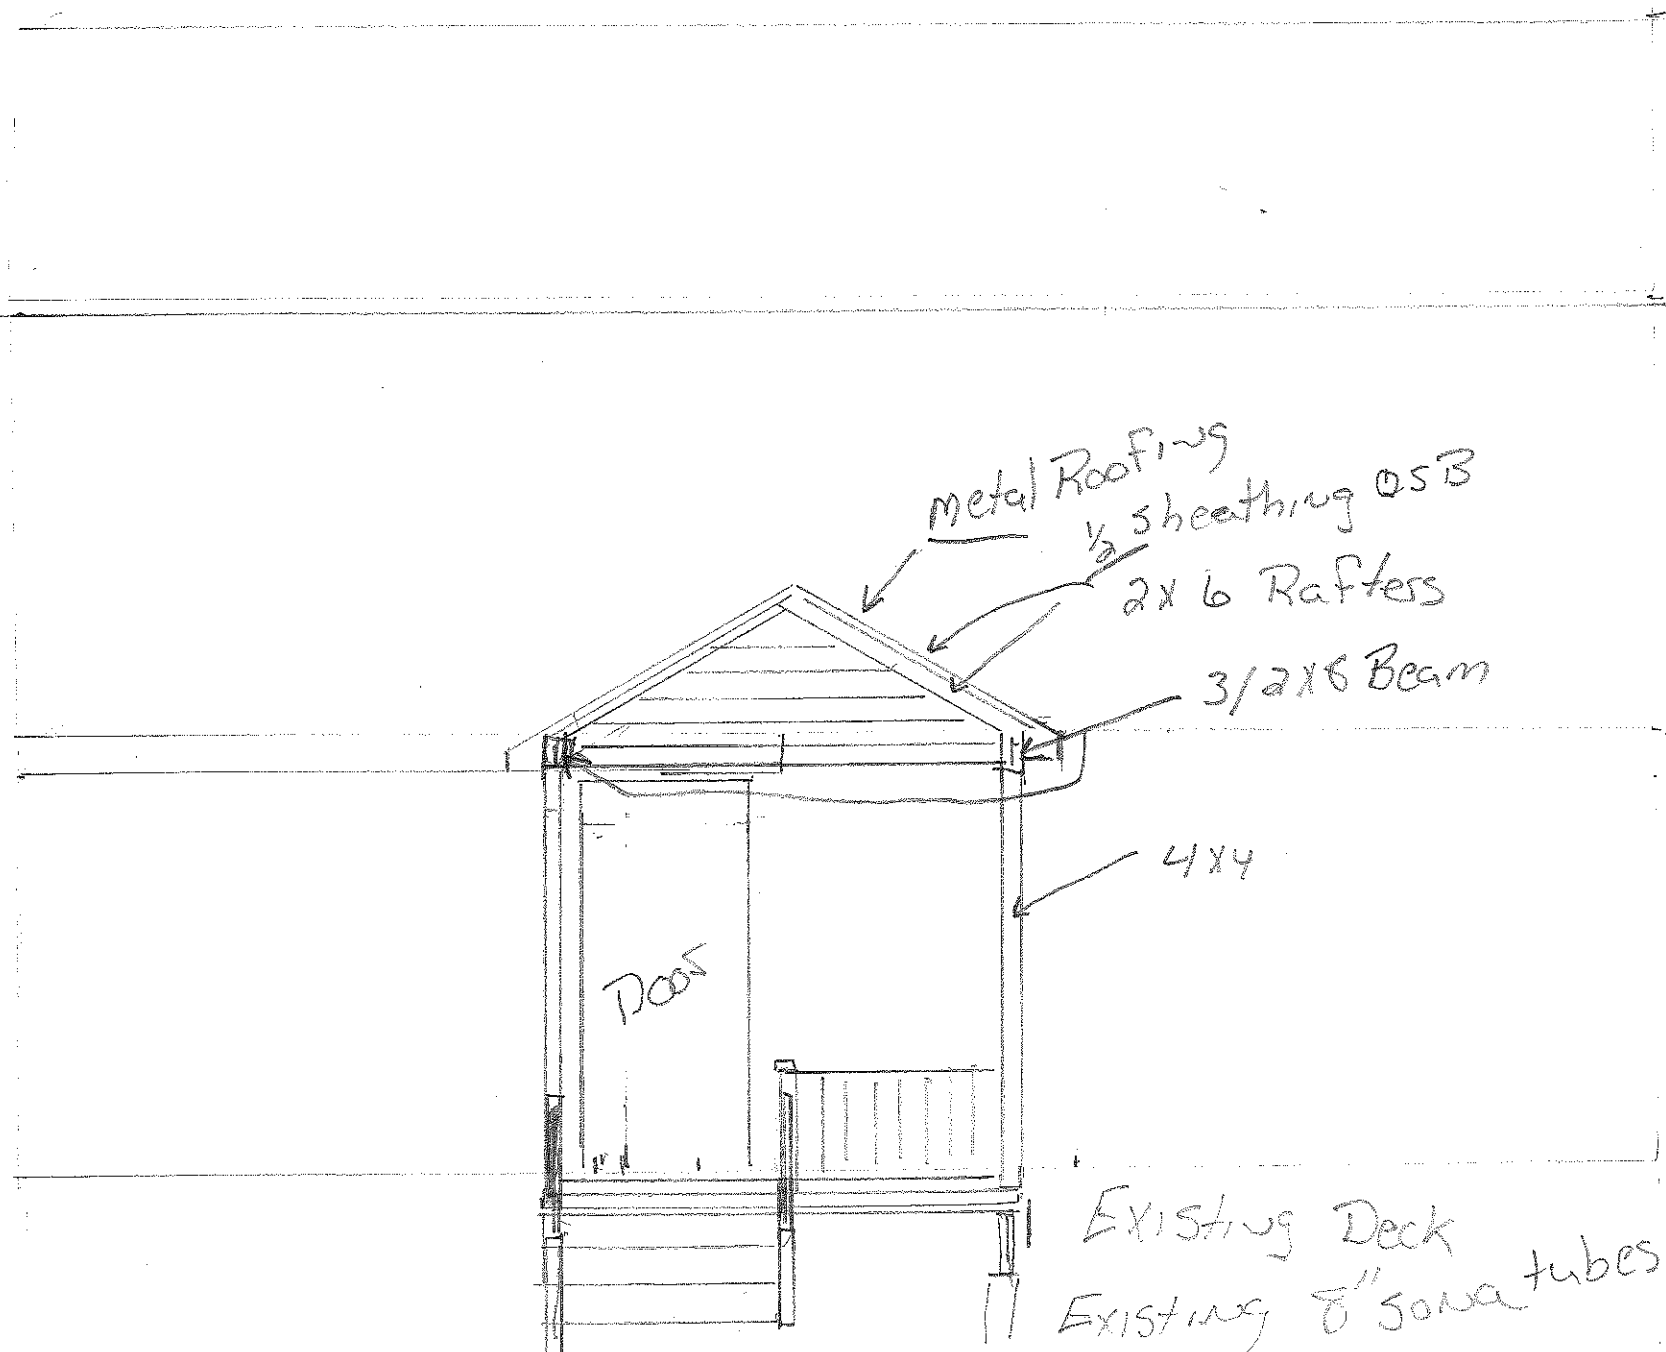 metal Roofing
1/2 sheathing OSB
2x6 Rafters
3/2x8 Beam
4x4
Door
Existing Deck
Existing 8" sona tubes